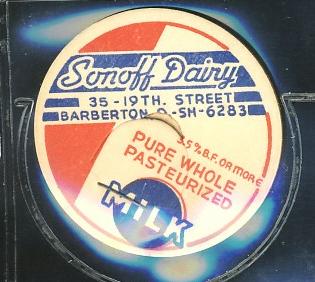 Sonoff Dairy
35-19TH. STREET
BARBERTON, O.-SH-6283
3.5% B.F. OR MORE
PURE WHOLE
PASTEURIZED
MILK